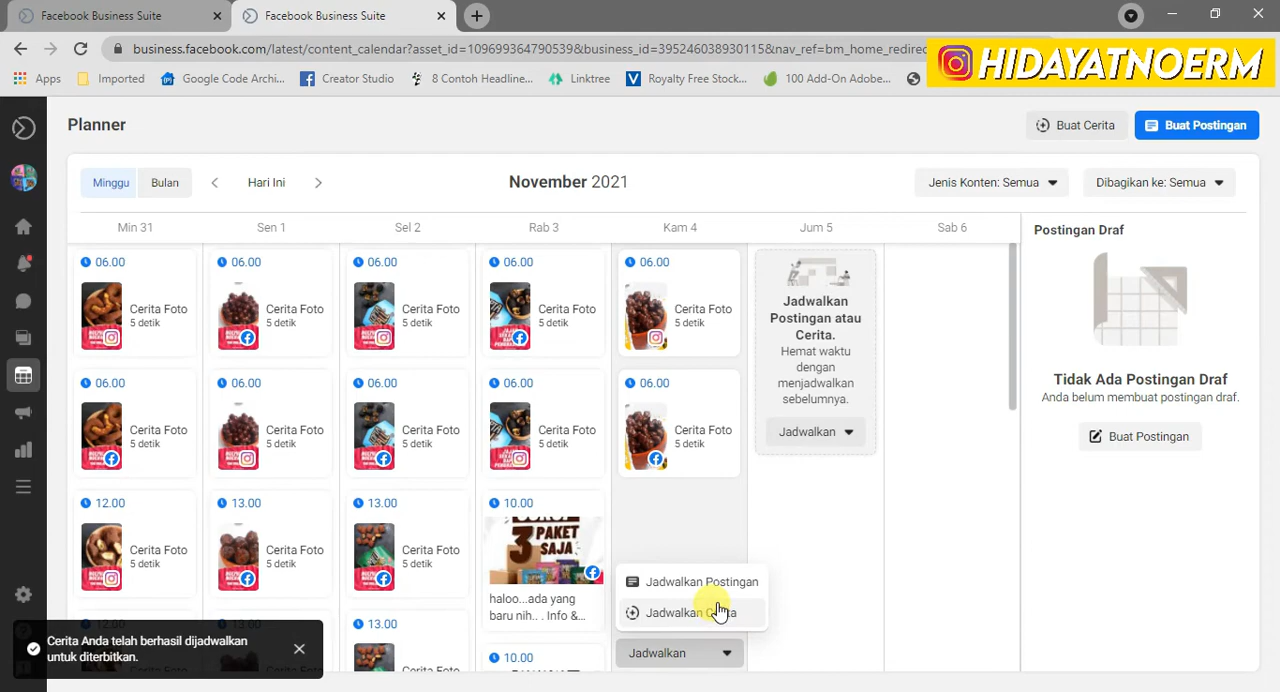 Facebook Business Suite
Facebook Business Suite
business.facebook.com/latest/content_calendar?asset_id=109699364790539&business_id=395246038930115&nav_ref=bm_home_redirec
HIDAYATNOERM
Apps
Imported
Google Code Archi...
Creator Studio
8 Contoh Headline...
Linktree
Royalty Free Stock...
100 Add-On Adobe...
Planner
Buat Cerita
Buat Postingan
Minggu
Bulan
Hari Ini
November 2021
Jenis Konten: Semua
Dibagikan ke: Semua
Min 31
Sen 1
Sel 2
Rab 3
Kam 4
Jum 5
Sab 6
Postingan Draf
06.00
Cerita Foto
5 detik
06.00
Cerita Foto
5 detik
06.00
Cerita Foto
5 detik
06.00
Cerita Foto
5 detik
06.00
Cerita Foto
5 detik
Jadwalkan
Postingan atau
Cerita.
Hemat waktu
dengan
menjadwalkan
sebelumnya.
Jadwalkan
Tidak Ada Postingan Draf
Anda belum membuat postingan draf.
Buat Postingan
06.00
Cerita Foto
5 detik
06.00
Cerita Foto
5 detik
06.00
Cerita Foto
5 detik
06.00
Cerita Foto
5 detik
06.00
Cerita Foto
5 detik
12.00
Cerita Foto
5 detik
13.00
Cerita Foto
5 detik
13.00
Cerita Foto
5 detik
10.00
3 PAKET
SAJA
haloo...ada yang
baru nih.. . Info &...
Jadwalkan Postingan
Jadwalkan Cerita
Jadwalkan
13.00
10.00
Cerita Anda telah berhasil dijadwalkan
untuk diterbitkan.